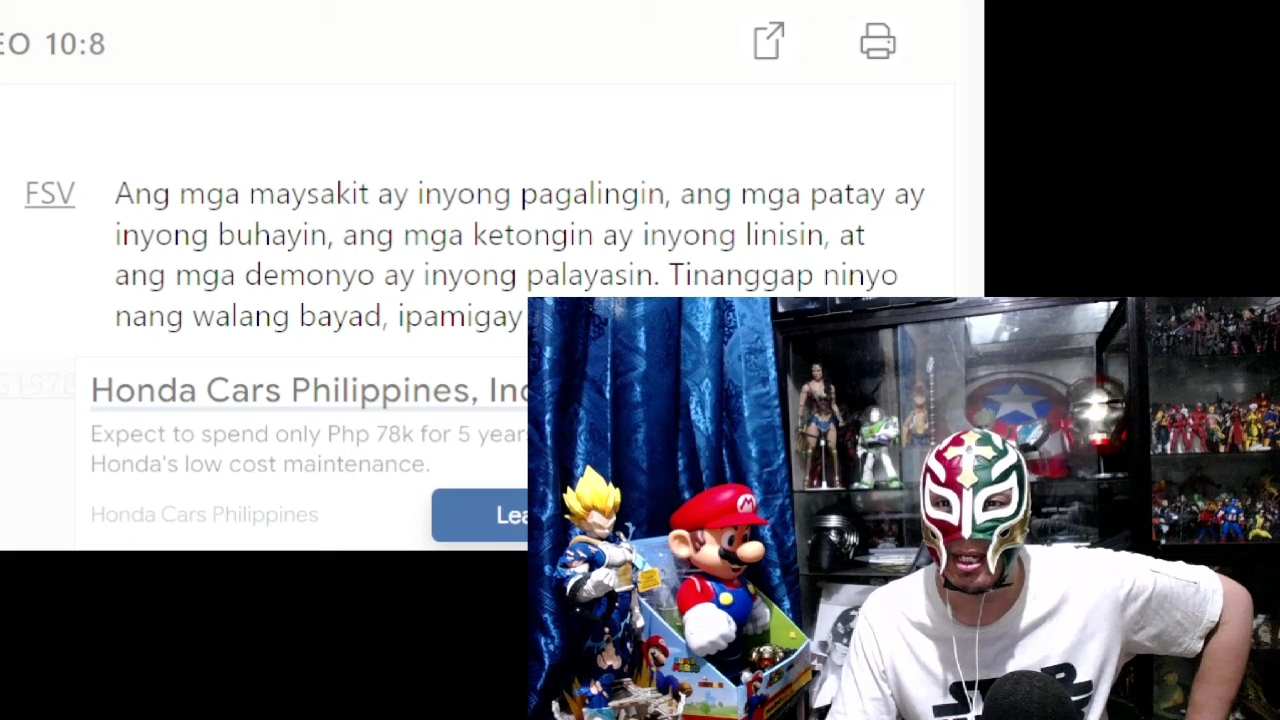 EO 10:8
FSV
Ang mga maysakit ay inyong pagalingin, ang mga patay ay
inyong buhayin, ang mga ketongin ay inyong linisin, at
ang mga demonyo ay inyong palayasin. Tinanggap ninyo
nang walang bayad, ipamigay
G1978
Honda Cars Philippines, Inc
Expect to spend only Php 78k for 5 year
Honda's low cost maintenance.
Honda Cars Philippines
Lea
M